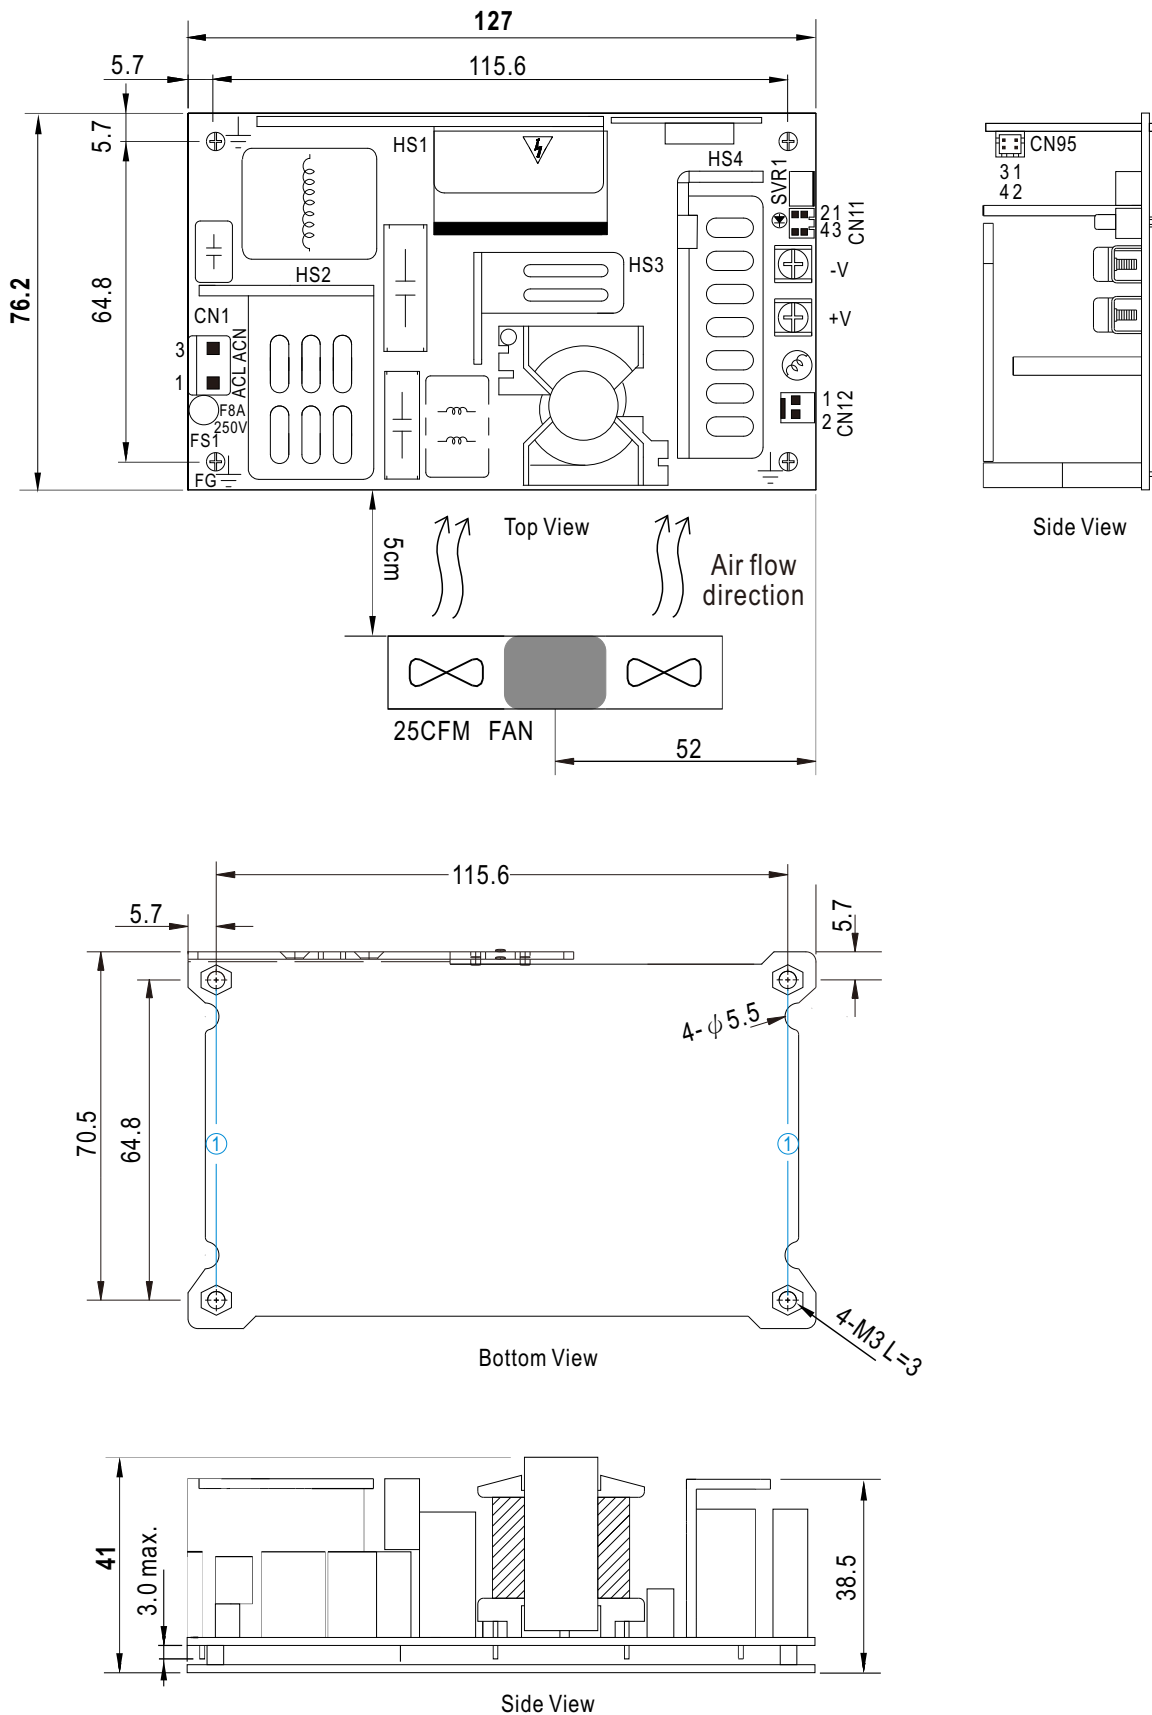 127
5.7
115.6
5.7
64.8
76.2
HS1
HS4
SVR1
21
43
CN11
HS2
HS3
-V
+V
CN1
3
1
ACL ACN
F8A
250V
FS1
FG
1
2
CN12
CN95
31
42
Top View
Side View
5cm
Air flow
direction
25CFM FAN
52
115.6
5.7
5.7
4-φ5.5
70.5
64.8
1
1
4-M3 L=3
Bottom View
41
3.0 max.
38.5
Side View